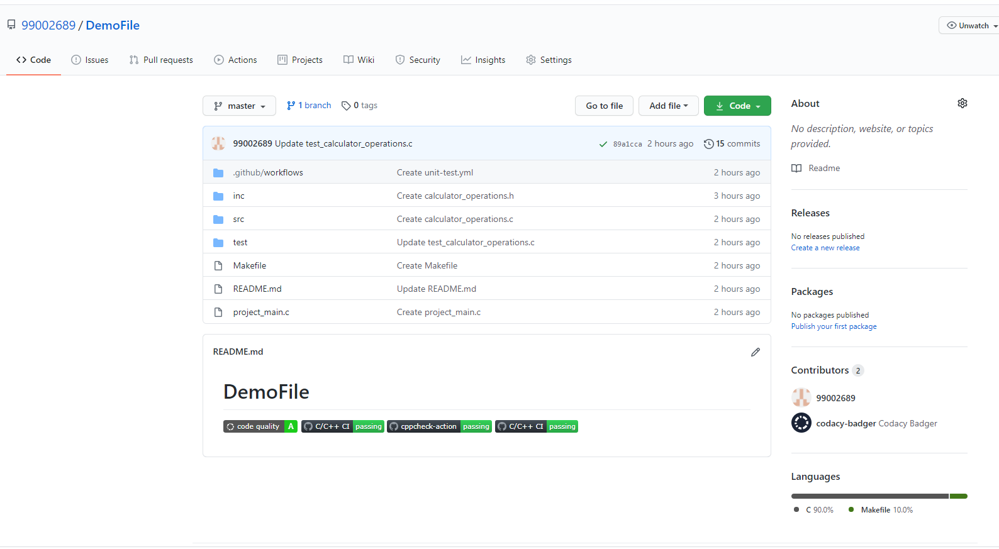 99002689 / DemoFile
Unwatch
Code Issues Pull requests Actions Projects Wiki Security Insights Settings
master 1 branch 0 tags Go to file Add file Code
99002689 Update test_calculator_operations.c 89a1cca 2 hours ago 15 commits
.github/workflows Create unit-test.yml 2 hours ago
inc Create calculator_operations.h 3 hours ago
src Create calculator_operations.c 2 hours ago
test Update test_calculator_operations.c 2 hours ago
Makefile Create Makefile 2 hours ago
README.md Update README.md 2 hours ago
project_main.c Create project_main.c 2 hours ago
README.md
DemoFile
code quality A C/C++ CI passing cppcheck-action passing C/C++ CI passing
About
No description, website, or topics
provided.
Readme
Releases
No releases published
Create a new release
Packages
No packages published
Publish your first package
Contributors 2
99002689
codacy-badger Codacy Badger
Languages
C 90.0% Makefile 10.0%